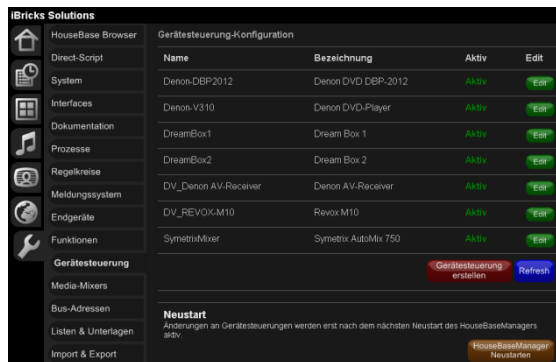 iBricks Solutions
HouseBase Browser
Direct-Script
System
Interfaces
Dokumentation
Prozesse
Regelkreise
Meldungssystem
Endgeräte
Funktionen
Gerätesteuerung
Media-Mixers
Bus-Adressen
Listen & Unterlagen
Import & Export
Gerätesteuerung-Konfiguration
Name Bezeichnung Aktiv Edit
Denon-DBP2012 Denon DVD DBP-2012 Aktiv Edit
Denon-V310 Denon DVD-Player Aktiv Edit
DreamBox1 Dream Box 1 Aktiv Edit
DreamBox2 Dream Box 2 Aktiv Edit
DV_Denon AV-Receiver Denon AV-Receiver Aktiv Edit
DV_REVOX-M10 Revox M10 Aktiv Edit
SymetrixMixer Symetrix AutoMix 750 Aktiv Edit
Gerätesteuerung
erstellen
Refresh
Neustart
Änderungen an Gerätesteuerungen werden erst nach dem nächsten Neustart des HouseBaseManagers
aktiv.
HouseBaseManager
Neustarten